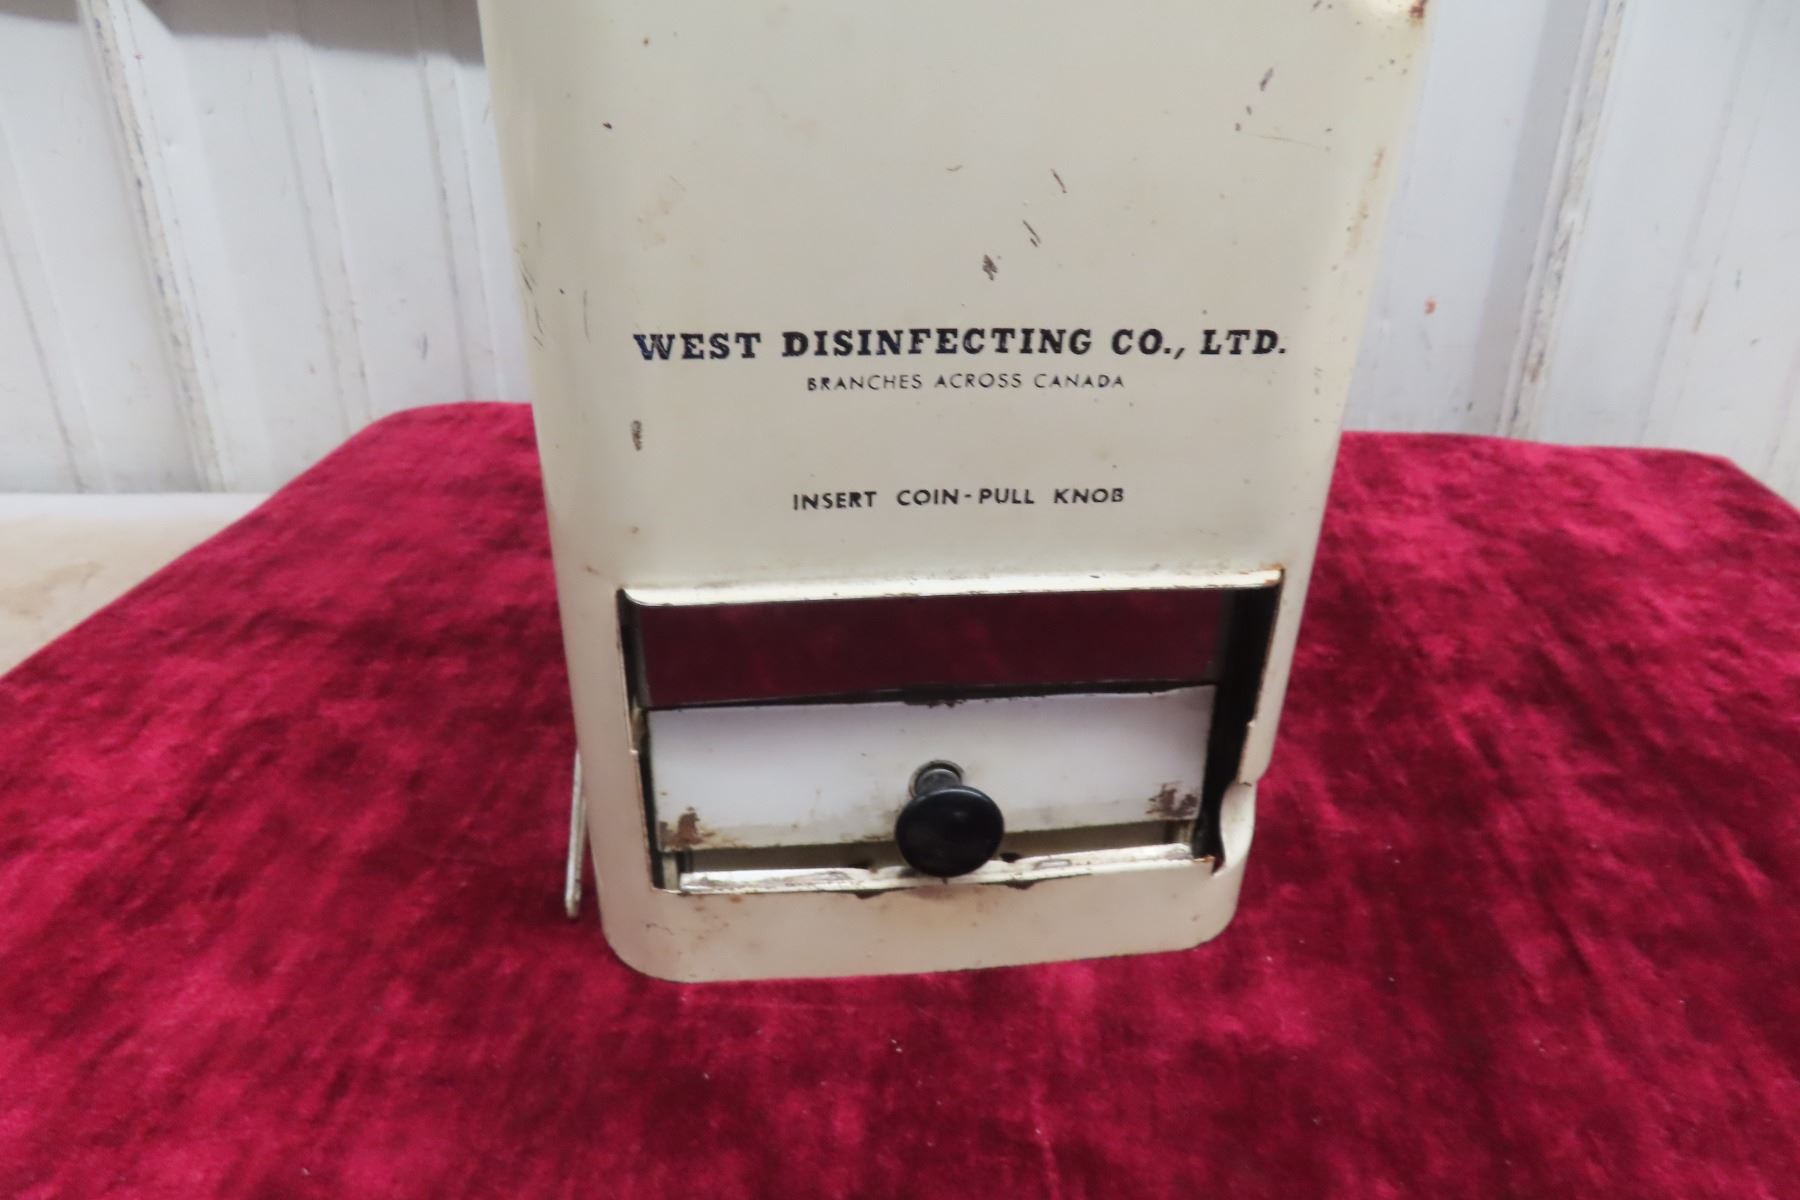 WEST DISINFECTING CO., LTD.
BRANCHES ACROSS CANADA
INSERT COIN-PULL KNOB